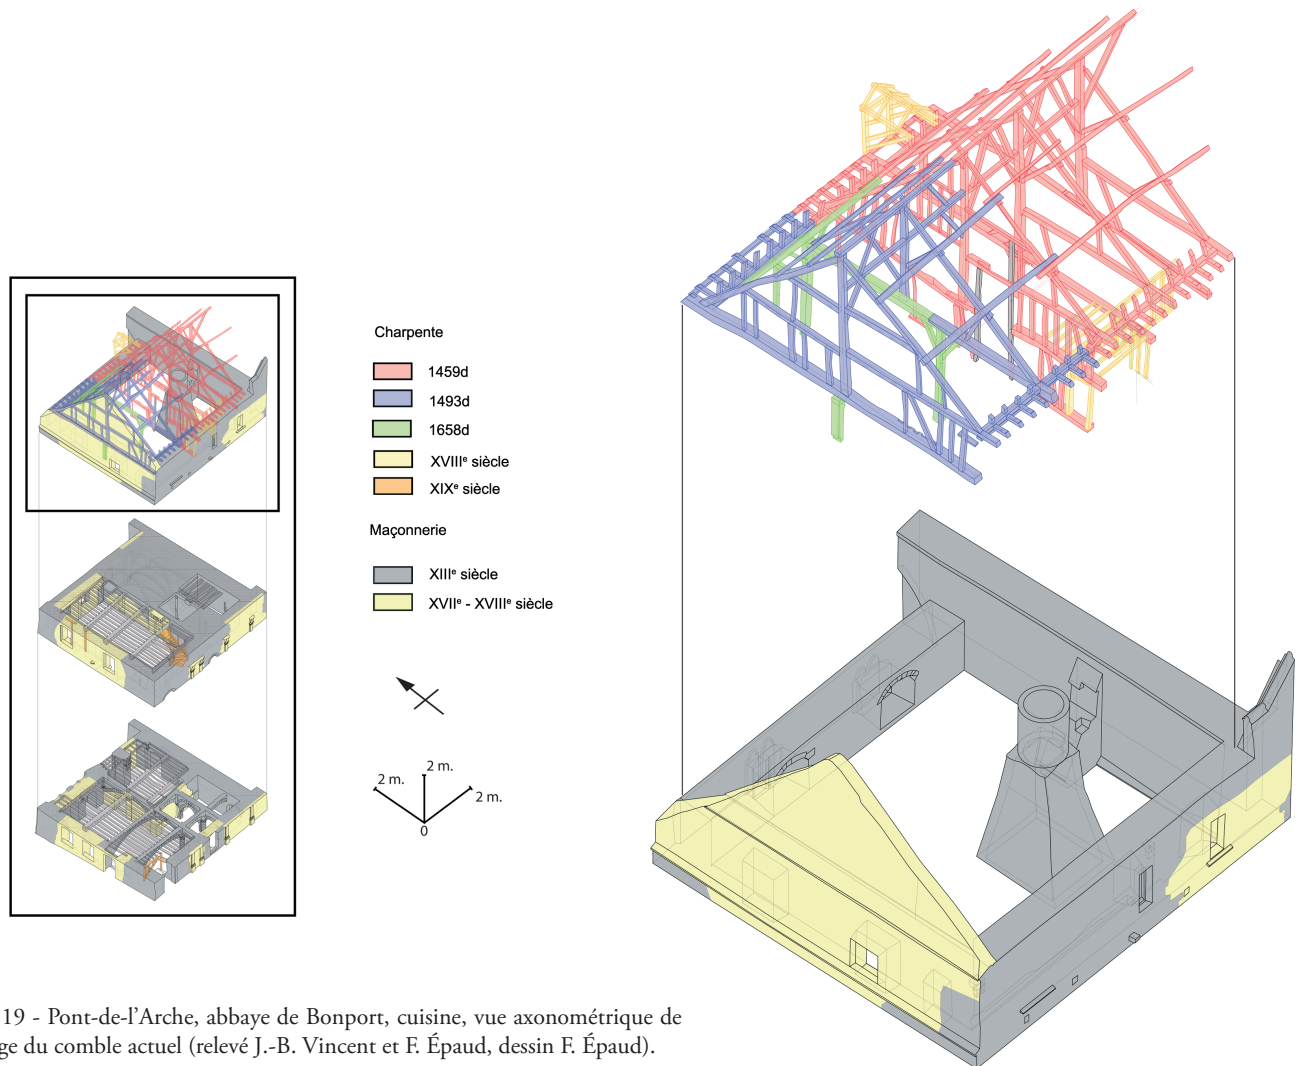 Charpente
1459d
1493d
1658d
XVIIIᵉ siècle
XIXᵉ siècle
Maçonnerie
XIIIᵉ siècle
XVIIᵉ - XVIIIᵉ siècle
2 m.
2 m.
2 m.
0
19 - Pont-de-l'Arche, abbaye de Bonport, cuisine, vue axonométrique de
du comble actuel (relevé J.-B. Vincent et F. Épaud, dessin F. Épaud).